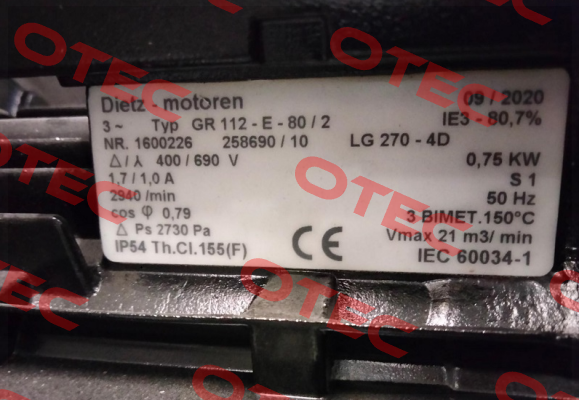 Dietz - motoren 09 / 2020
3 ~ Typ GR 112 - E - 80 / 2 IE3 - 80,7%
NR. 1600226 258690 / 10 LG 270 - 4D
Δ / ⅄ 400 / 690 V 0,75 KW
1,7 / 1,0 A S 1
2940 /min 50 Hz
cos φ 0,79 3 BIMET.150°C
Δ Ps 2730 Pa Vmax 21 m3/ min
IP54 Th.Cl.155(F) CE IEC 60034-1
OTEC
OTEC
OTEC
OTEC
OTEC
OTEC
OTEC
OTEC
OTEC